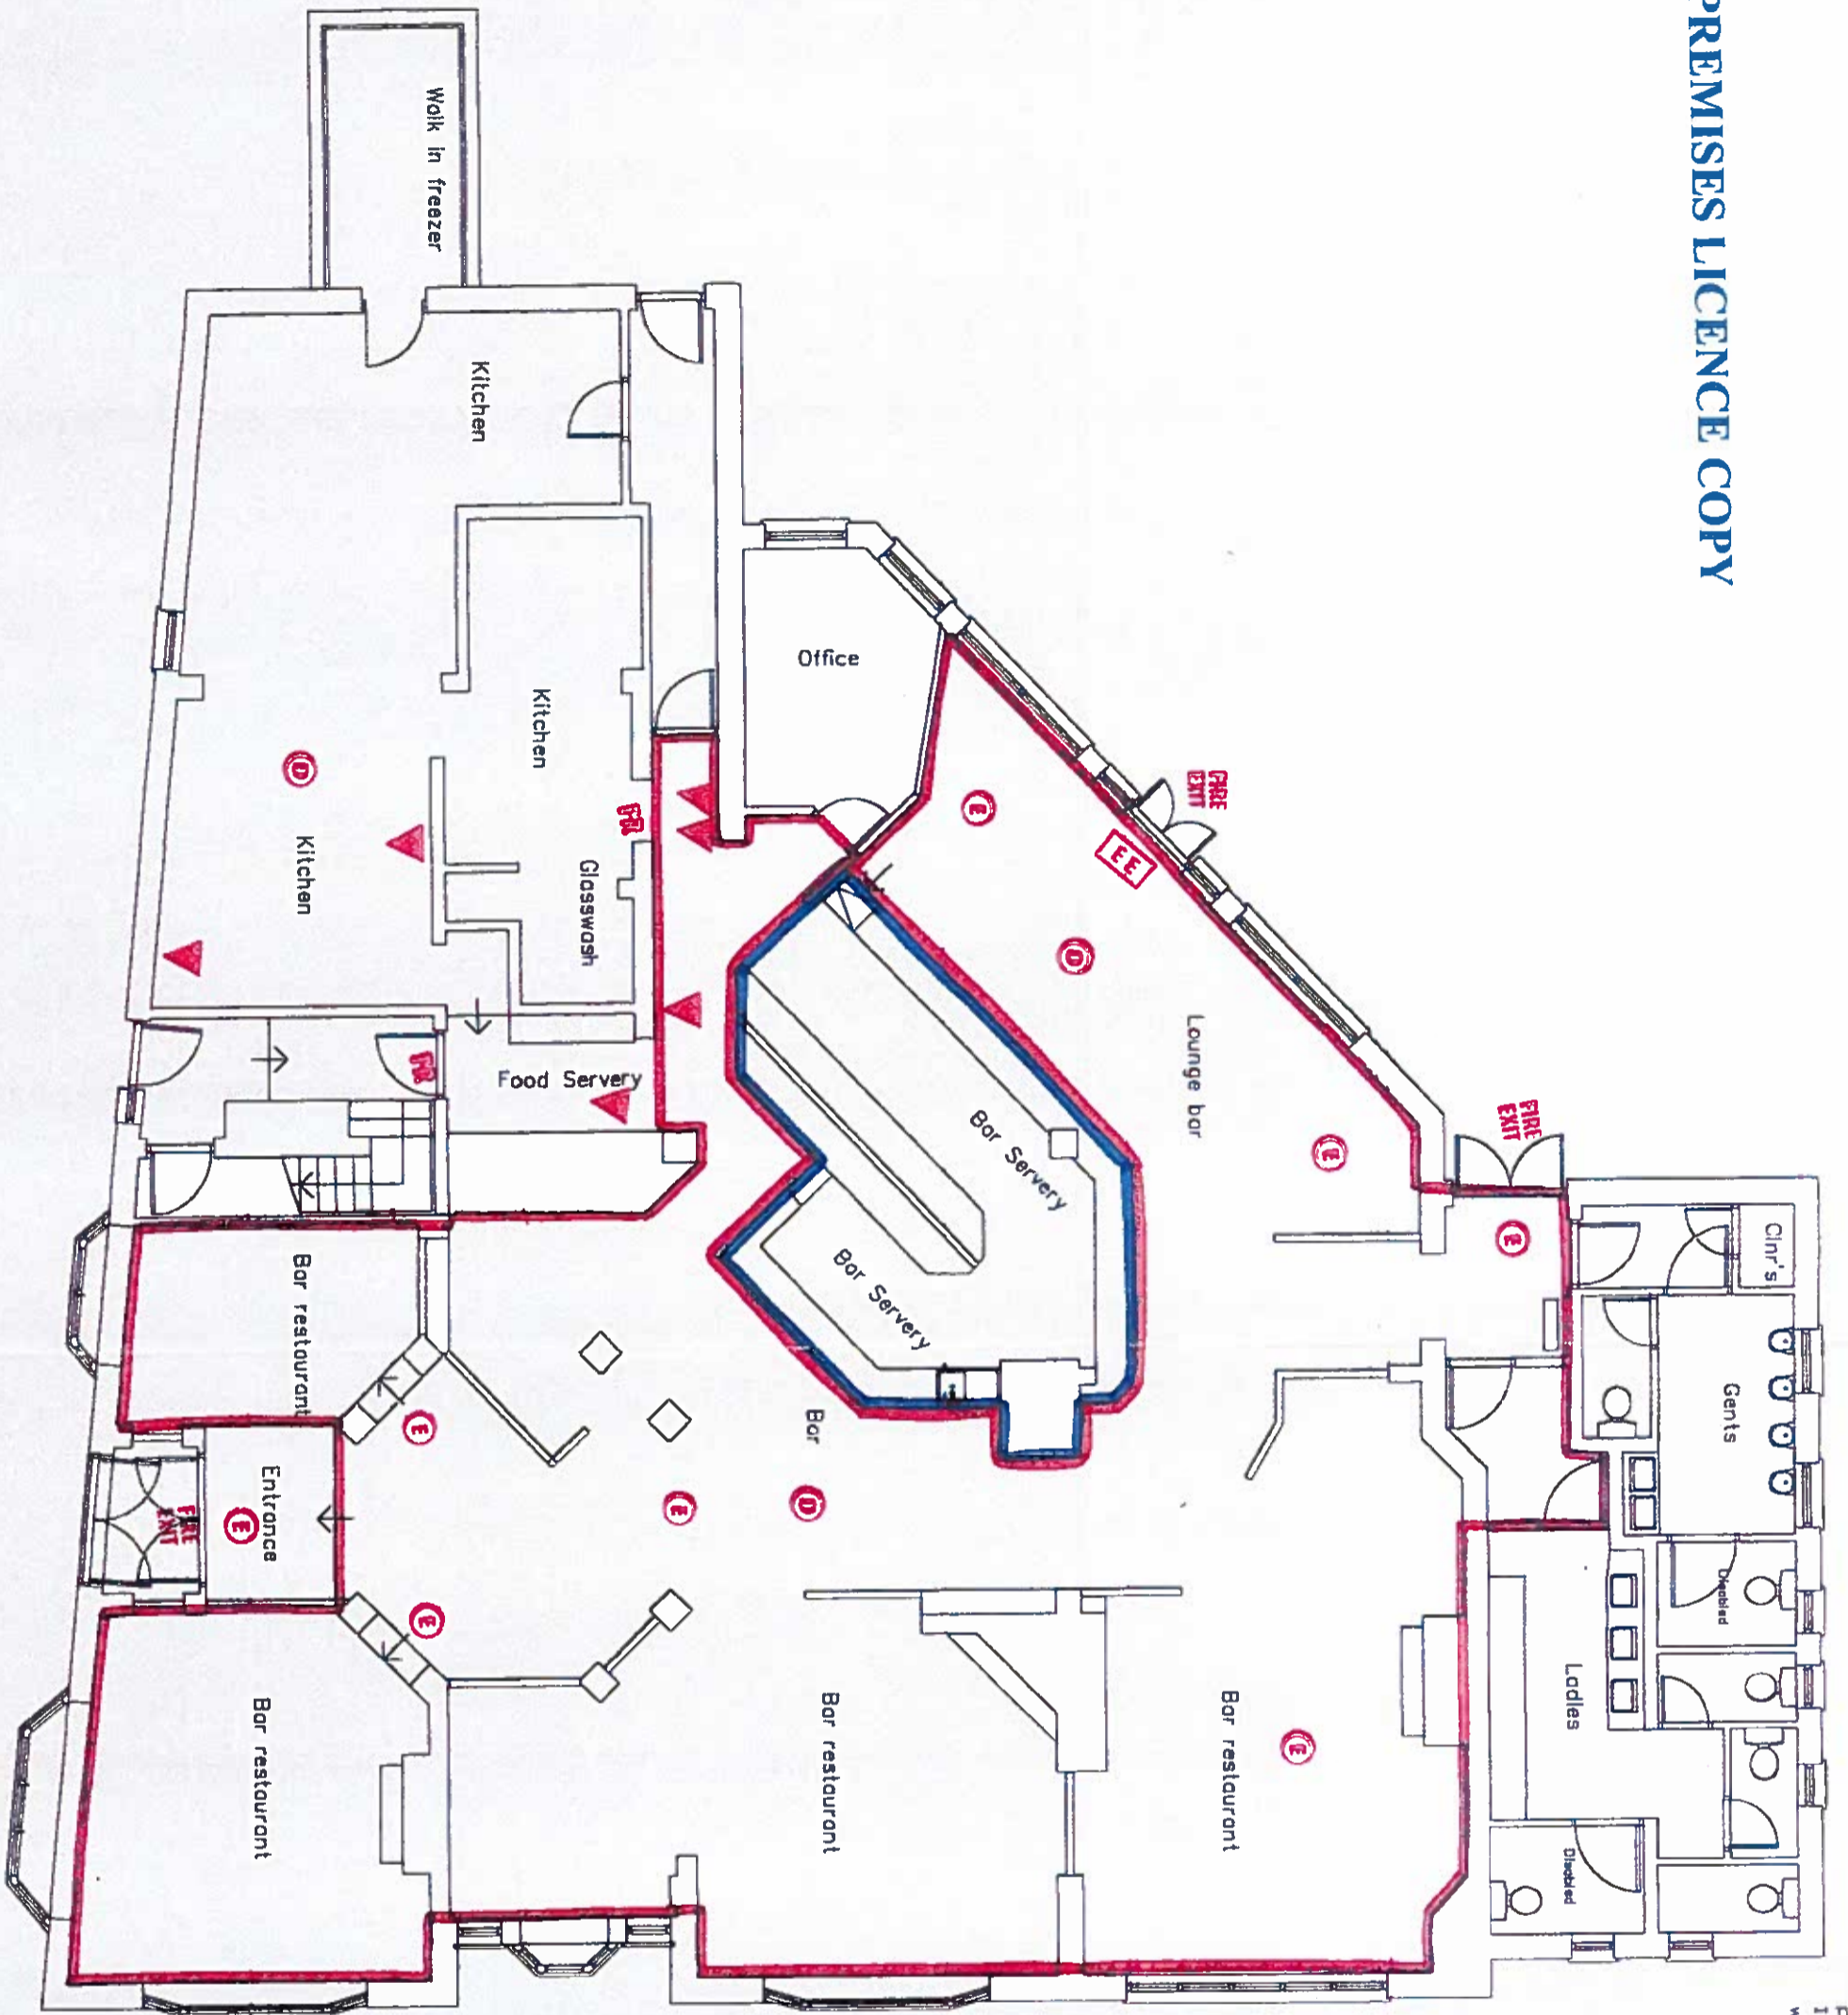 PREMISES LICENCE COPY
Walk in freezer
Kitchen
Office
Kitchen
Kitchen
Glasswash
Food Servery
Lounge bar
Bar Servery
Bar Servery
Bar
Bar restaurant
Entrance
Bar restaurant
Bar restaurant
Bar restaurant
Clnr's
Gents
Disabled
Ladies
Disabled
FIRE
EXIT
FIRE
EXIT
FIRE
EXIT
E E
E
E
E
E
E
E
E
E
D
D
D